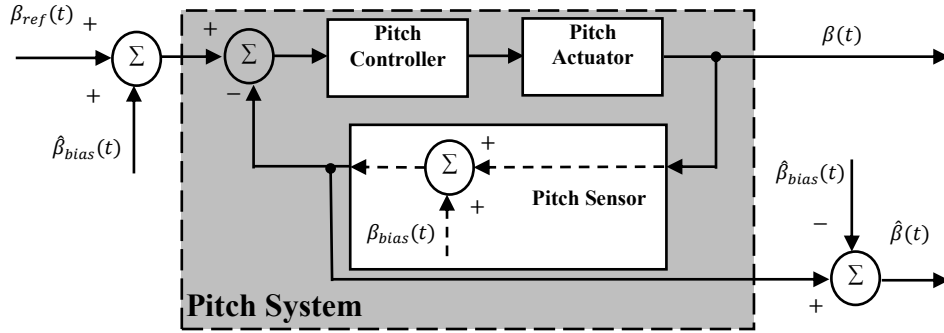 β_ref(t)
+
+
Σ
β̂_bias(t)
+
−
Σ
Pitch
Controller
Pitch
Actuator
β(t)
Σ
+
+
Pitch Sensor
β_bias(t)
β̂_bias(t)
−
+
Σ
β̂(t)
Pitch System